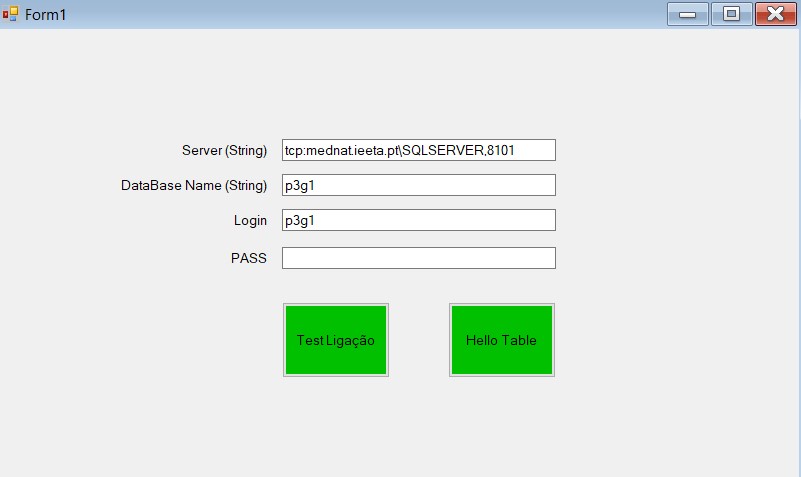 Form1
Server (String) tcp:mednat.ieeta.pt\SQLSERVER,8101
DataBase Name (String) p3g1
Login p3g1
PASS
Test Ligação Hello Table